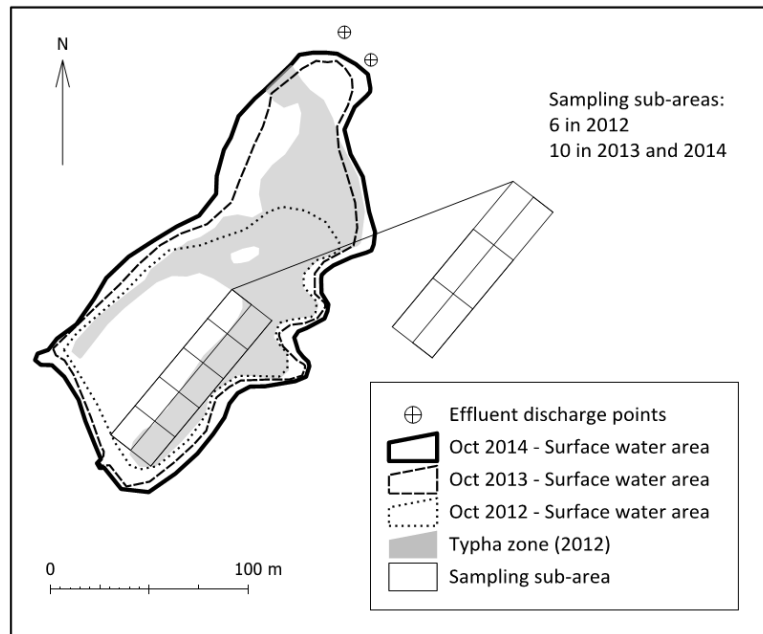 N
Sampling sub-areas:
6 in 2012
10 in 2013 and 2014
Effluent discharge points
Oct 2014 - Surface water area
Oct 2013 - Surface water area
Oct 2012 - Surface water area
Typha zone (2012)
Sampling sub-area
0 100 m